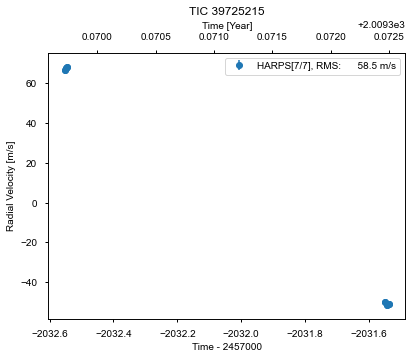 TIC 39725215
Time [Year]
+2.0093e3
0.0700 0.0705 0.0710 0.0715 0.0720 0.0725
HARPS[7/7], RMS: 58.5 m/s
60
40
20
0
−20
−40
Radial Velocity [m/s]
−2032.6 −2032.4 −2032.2 −2032.0 −2031.8 −2031.6
Time - 2457000